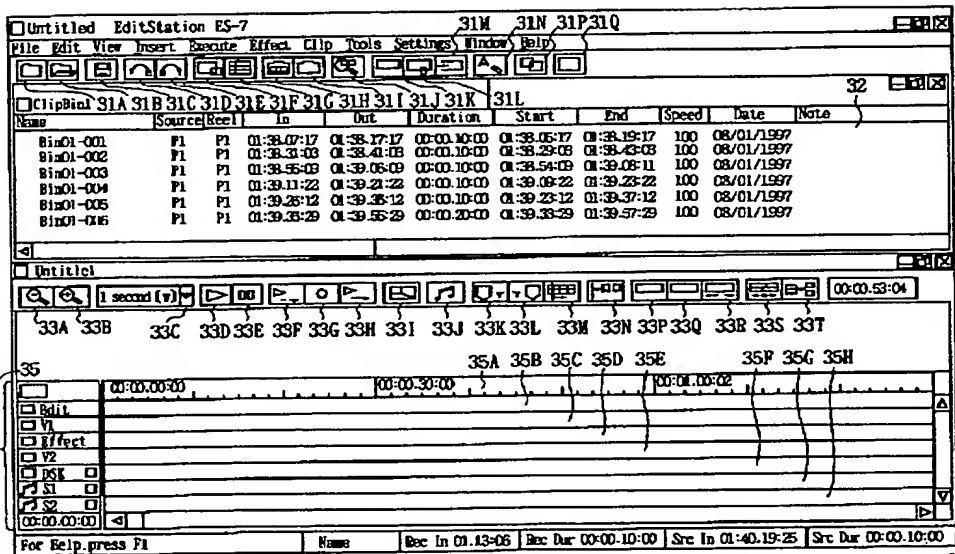 Untitled EditStation ES-7 31M 31N 31P 31Q
File Edit View Insert Execute Effect Clip Tools Settings Window Help
ClipBin1 31A 31B 31C 31D 31E 31F 31G 31H 31I 31J 31K 31L 32
Name Source Reel In Out Duration Start End Speed Date Note
Bin01-001 P1 P1 01:38.07:17 01:38.17:17 00:00.10:00 01:38.05:17 01:38.19:17 100 08/01/1997
Bin01-002 P1 P1 01:38.31:03 01:38.41:03 00:00.10:00 01:38.29:03 01:38.43:03 100 08/01/1997
Bin01-003 P1 P1 01:38.56:09 01:39.06:09 00:00.10:00 01:38.54:09 01:39.08:11 100 08/01/1997
Bin01-004 P1 P1 01:39.11:22 01:39.21:22 00:00.10:00 01:39.09:22 01:39.23:22 100 08/01/1997
Bin01-005 P1 P1 01:39.25:12 01:39.35:12 00:00.10:00 01:39.23:12 01:39.37:12 100 08/01/1997
Bin01-006 P1 P1 01:39.35:29 01:39.55:29 00:00.20:00 01:39.33:29 01:39.57:29 100 08/01/1997
Untitled
1 second (v) 00:00.53:04
33A 33B 33C 33D 33E 33F 33G 33H 33I 33J 33K 33L 33M 33N 33P 33Q 33R 33S 33T
35 35A 35B 35C 35D 35E 35F 35G 35H
00:00.00:00 00:00.30:00 00:01.00:02
Edit
V1
Effect
V2
DSK
S1
S2
00:00.00:00
For Help.press F1 Name Rec In 01.13:06 Rec Dur 00:00.10:00 Src In 01:40.19:25 Src Dur 00:00.10:00